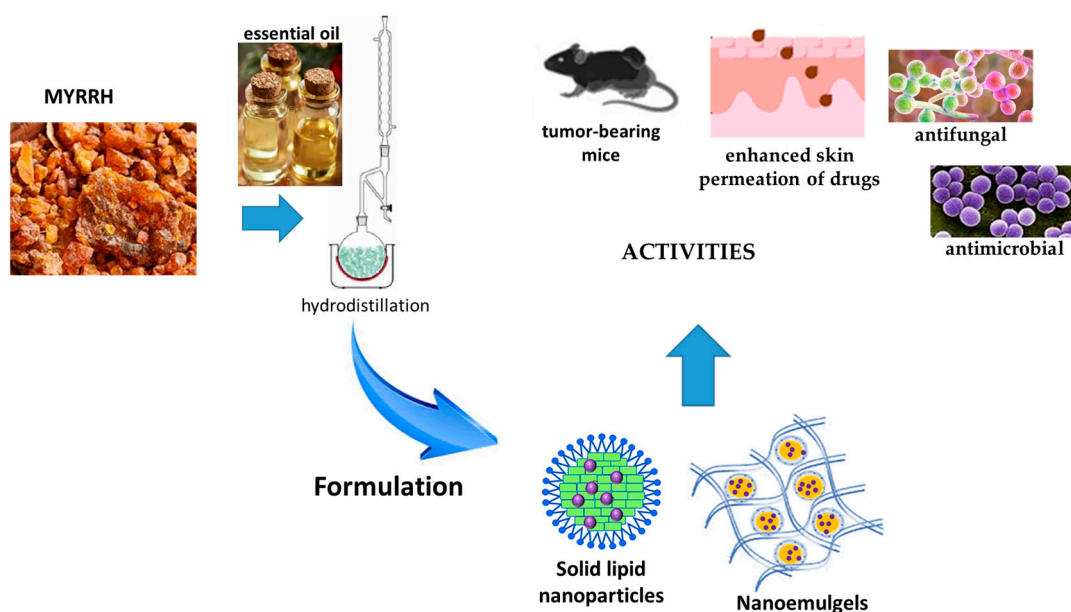 MYRRH
essential oil
hydrodistillation
Formulation
Solid lipid
nanoparticles
Nanoemulgels
ACTIVITIES
tumor-bearing
mice
enhanced skin
permeation of drugs
antifungal
antimicrobial